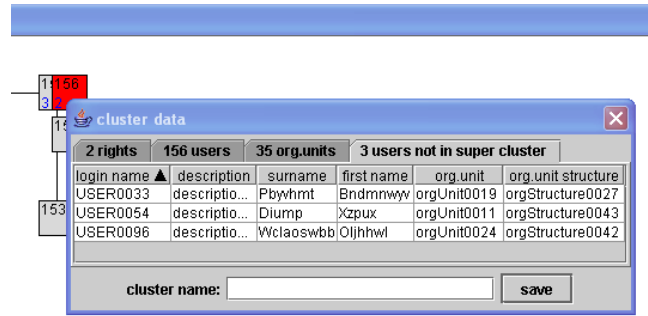 156
3 2
cluster data
2 rights 156 users 35 org.units 3 users not in super cluster
login name ▲ description surname first name org.unit org.unit structure
USER0033 descriptio... Pbywhmt Bndmnwyv orgUnit0019 orgStructure0027
USER0054 descriptio... Diump Xzpux orgUnit0011 orgStructure0043
153 USER0096 descriptio... Wclaoswbb Oljhhwl orgUnit0024 orgStructure0042
cluster name: save